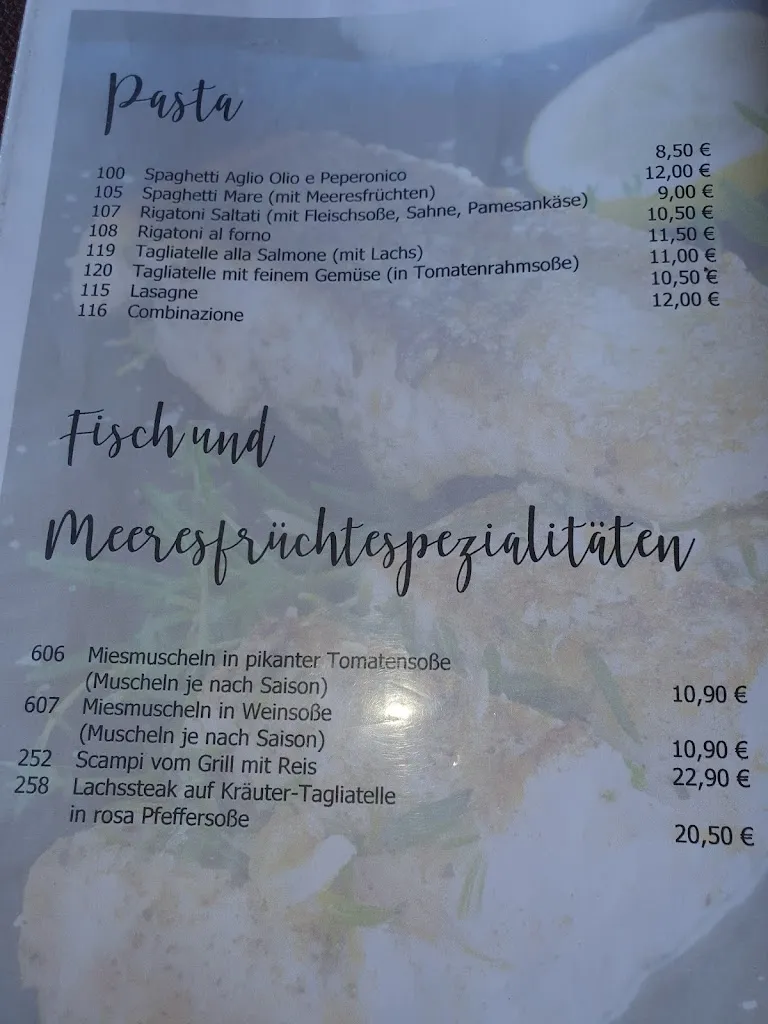 Pasta
100 Spaghetti Aglio Olio e Peperonico 8,50 €
105 Spaghetti Mare (mit Meeresfrüchten) 12,00 €
107 Rigatoni Saltati (mit Fleischsoße, Sahne, Pamesankäse) 9,00 €
108 Rigatoni al forno 10,50 €
119 Tagliatelle alla Salmone (mit Lachs) 11,50 €
120 Tagliatelle mit feinem Gemüse (in Tomatenrahmsoße) 11,00 €
115 Lasagne 10,50 €
116 Combinazione 12,00 €
Fisch und
Meeresfrüchtespezialitäten
606 Miesmuscheln in pikanter Tomatensoße
(Muscheln je nach Saison) 10,90 €
607 Miesmuscheln in Weinsoße
(Muscheln je nach Saison) 10,90 €
252 Scampi vom Grill mit Reis 22,90 €
258 Lachssteak auf Kräuter-Tagliatelle
in rosa Pfeffersoße 20,50 €